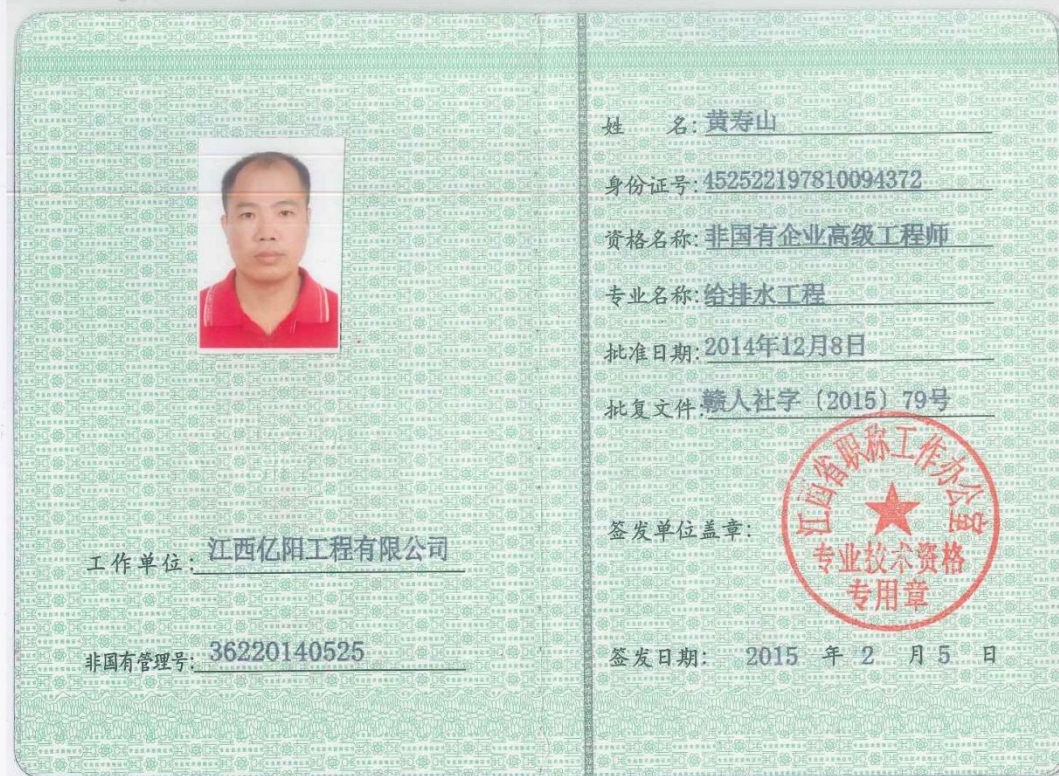 工作单位：江西亿阳工程有限公司
非国有管理号：36220140525
姓 名：黄寿山
身份证号：452522197810094372
资格名称：非国有企业高级工程师
专业名称：给排水工程
批准日期：2014年12月8日
批复文件：赣人社字〔2015〕79号
签发单位盖章：
江西省职称工作办公室
专业技术资格
专用章
签发日期： 2015 年 2 月 5 日